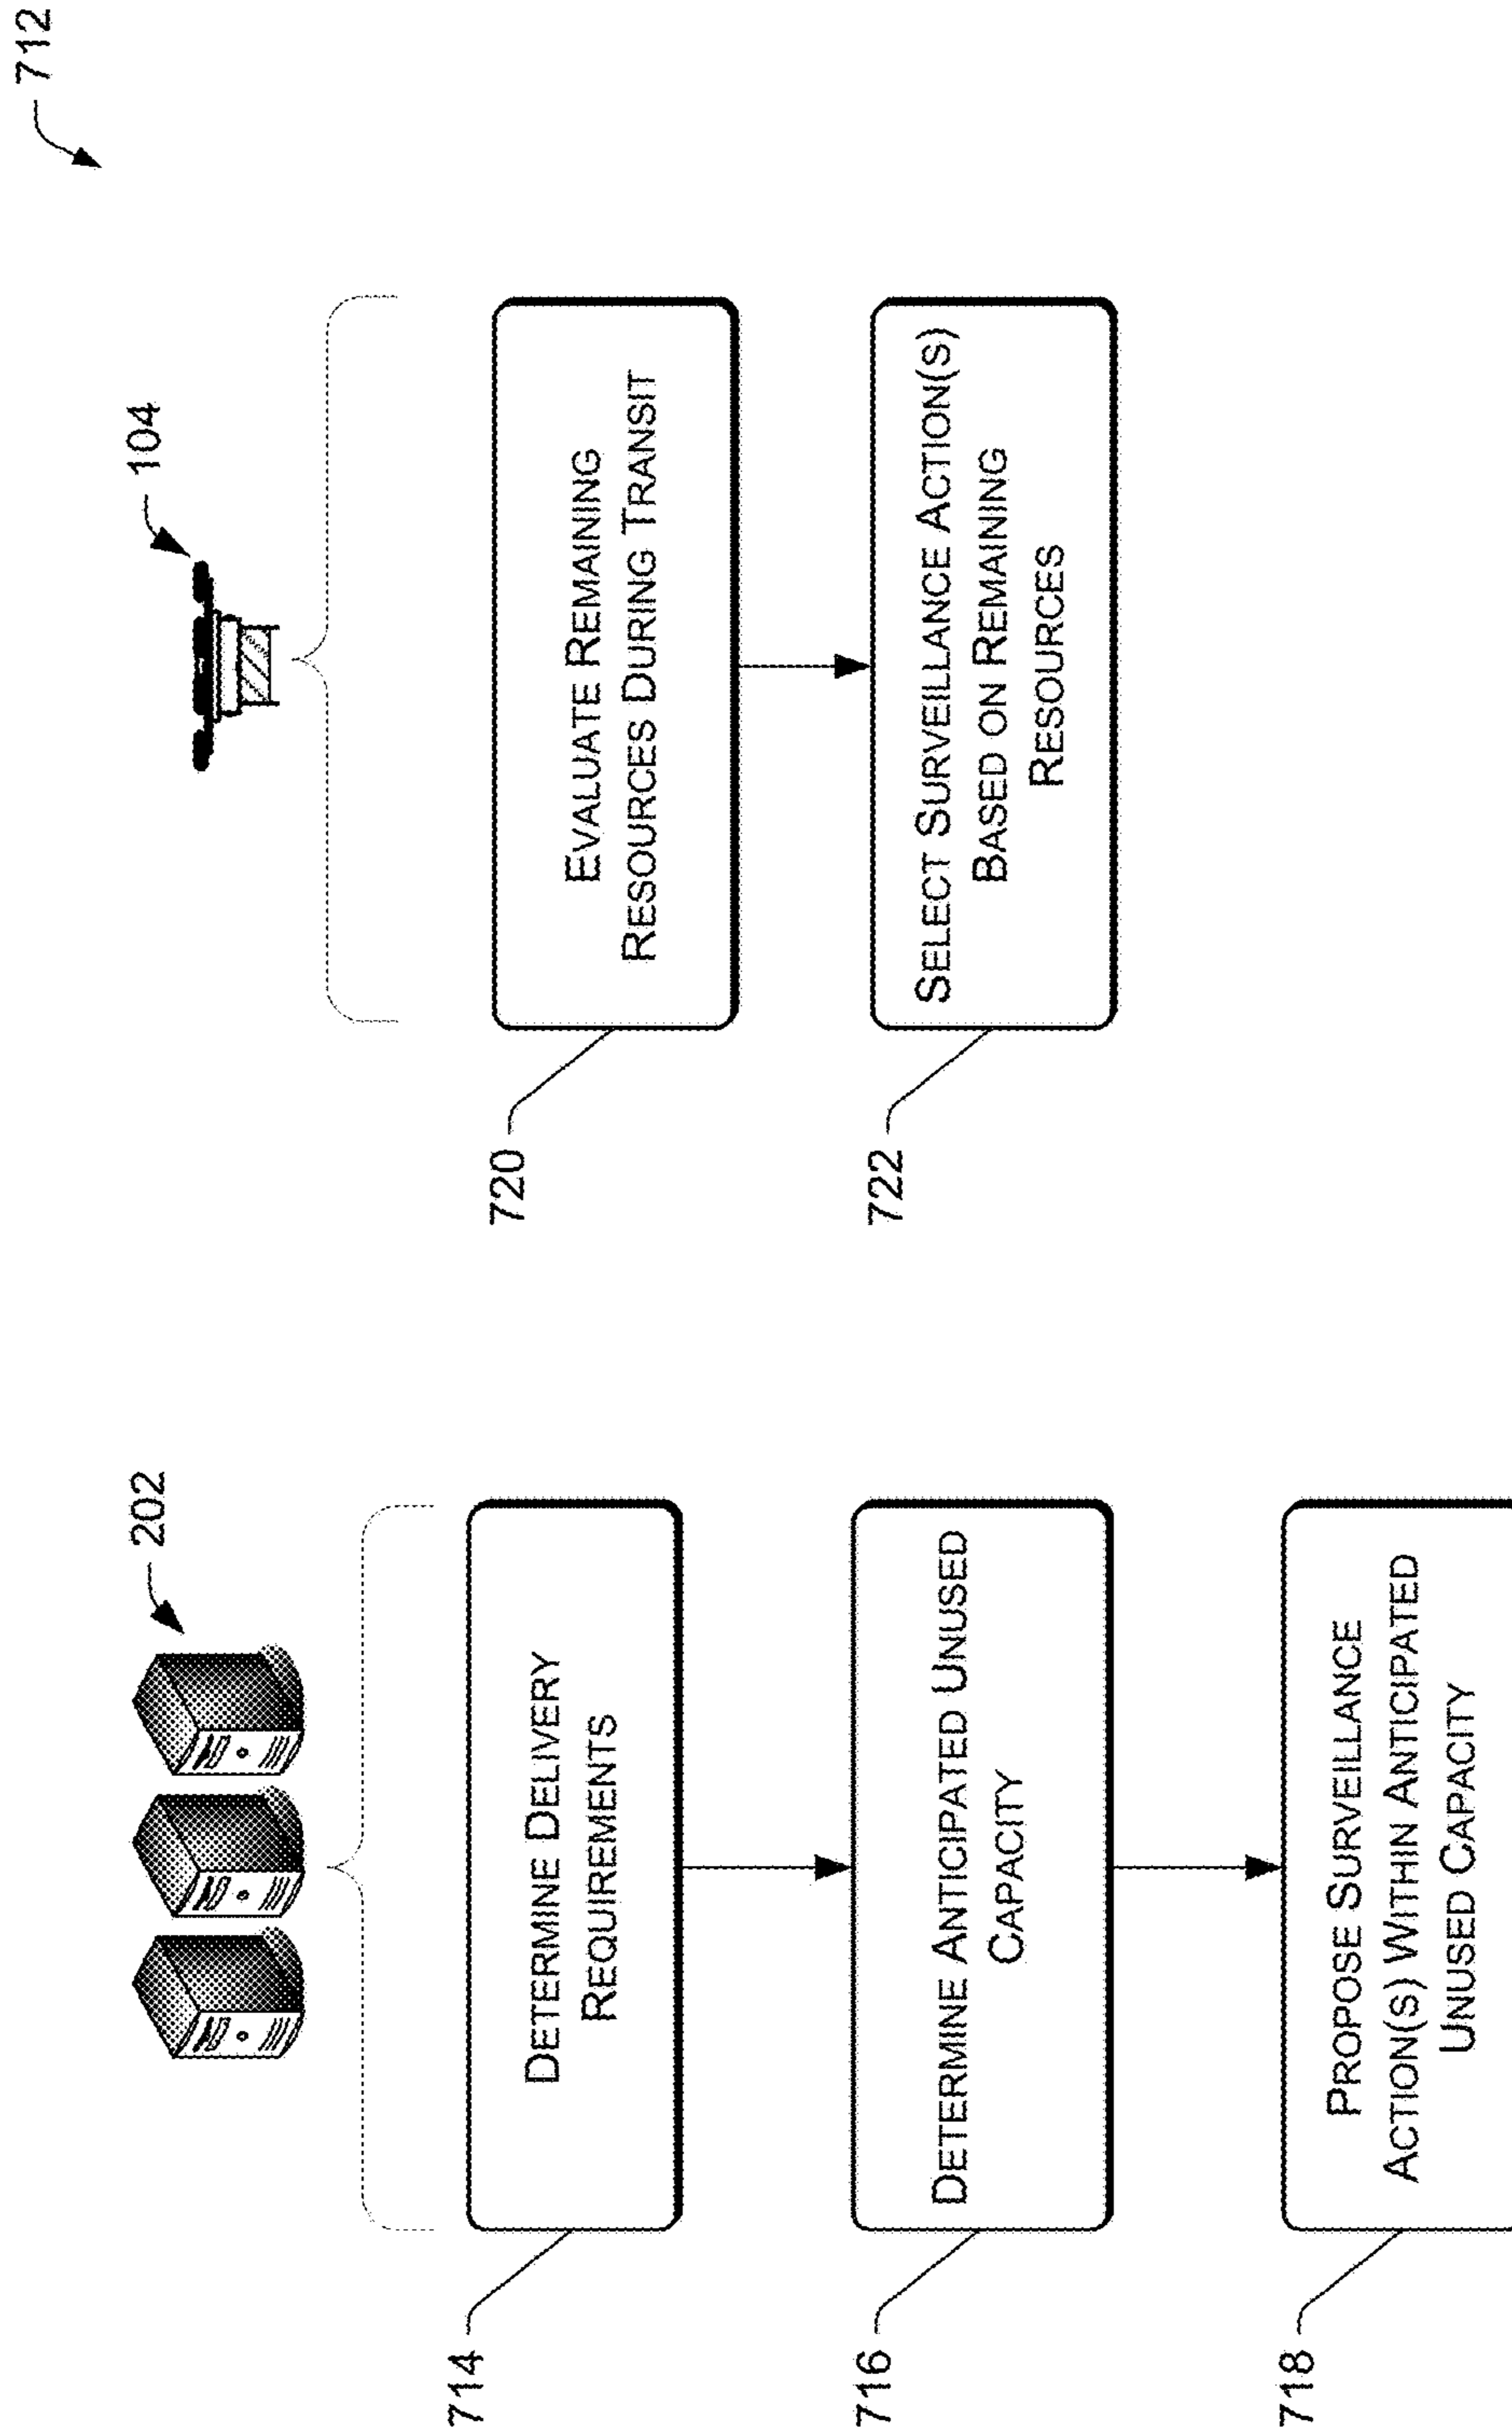 712
202
DETERMINE DELIVERY
REQUIREMENTS
714
DETERMINE ANTICIPATED UNUSED
CAPACITY
716
PROPOSE SURVEILLANCE
ACTION(S) WITHIN ANTICIPATED
UNUSED CAPACITY
718
104
EVALUATE REMAINING
RESOURCES DURING TRANSIT
720
SELECT SURVEILLANCE ACTION(S)
BASED ON REMAINING
RESOURCES
722